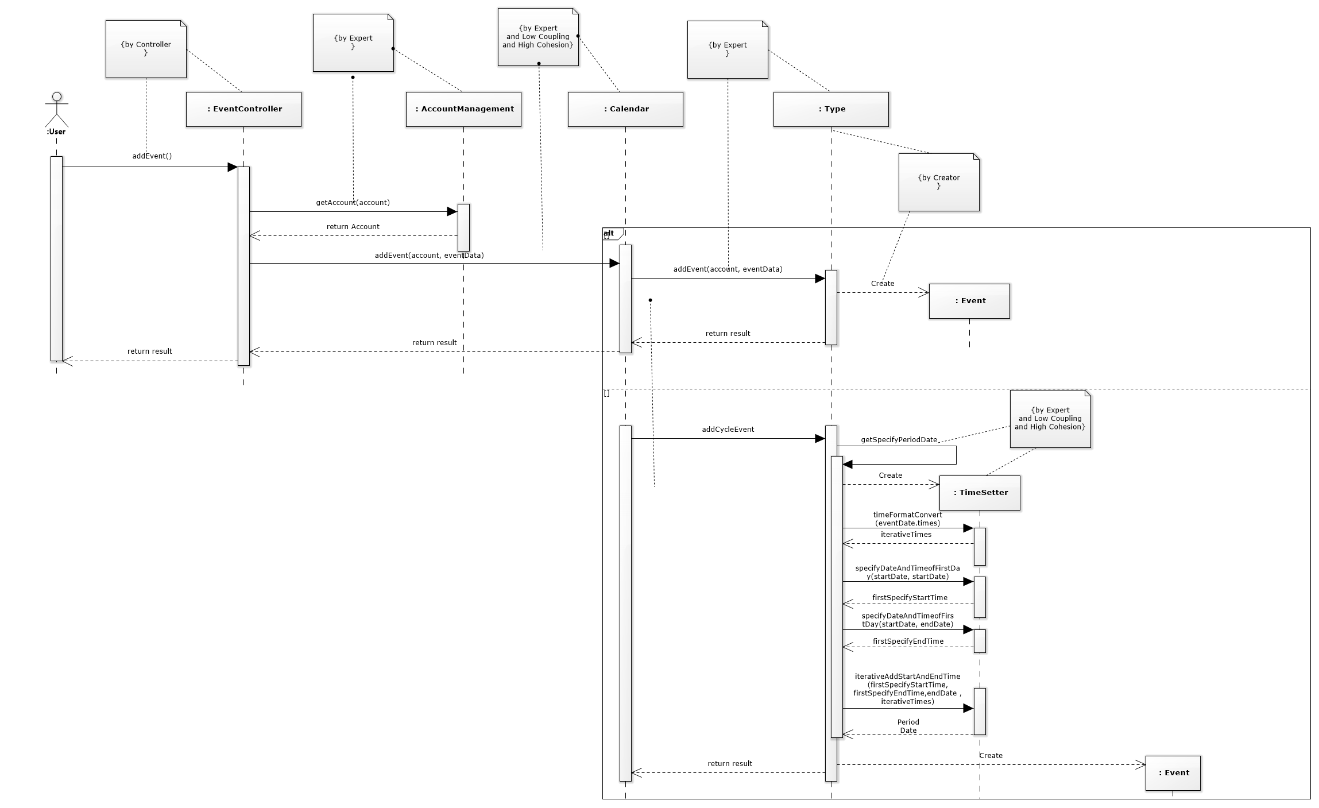 {by Controller
}
{by Expert
}
{by Expert
and Low Coupling
and High Cohesion}
{by Expert
}
:User
: EventController
: AccountManagement
: Calendar
: Type
addEvent()
{by Creator
}
getAccount(account)
return Account
alt
[]
addEvent(account, eventData)
addEvent(account, eventData)
Create
: Event
return result
return result
return result
[]
{by Expert
and Low Coupling
and High Cohesion}
addCycleEvent
getSpecifyPeriodDate
Create
: TimeSetter
timeFormatConvert
(eventDate.times)
iterativeTimes
specifyDateAndTimeofFirstDa
y(startDate, startDate)
firstSpecifyStartTime
specifyDateAndTimeofFirs
tDay(startDate, endDate)
firstSpecifyEndTime
iterativeAddStartAndEndTime
(firstSpecifyStartTime,
firstSpecifyEndTime,endDate ,
iterativeTimes)
Period
Date
Create
return result
: Event